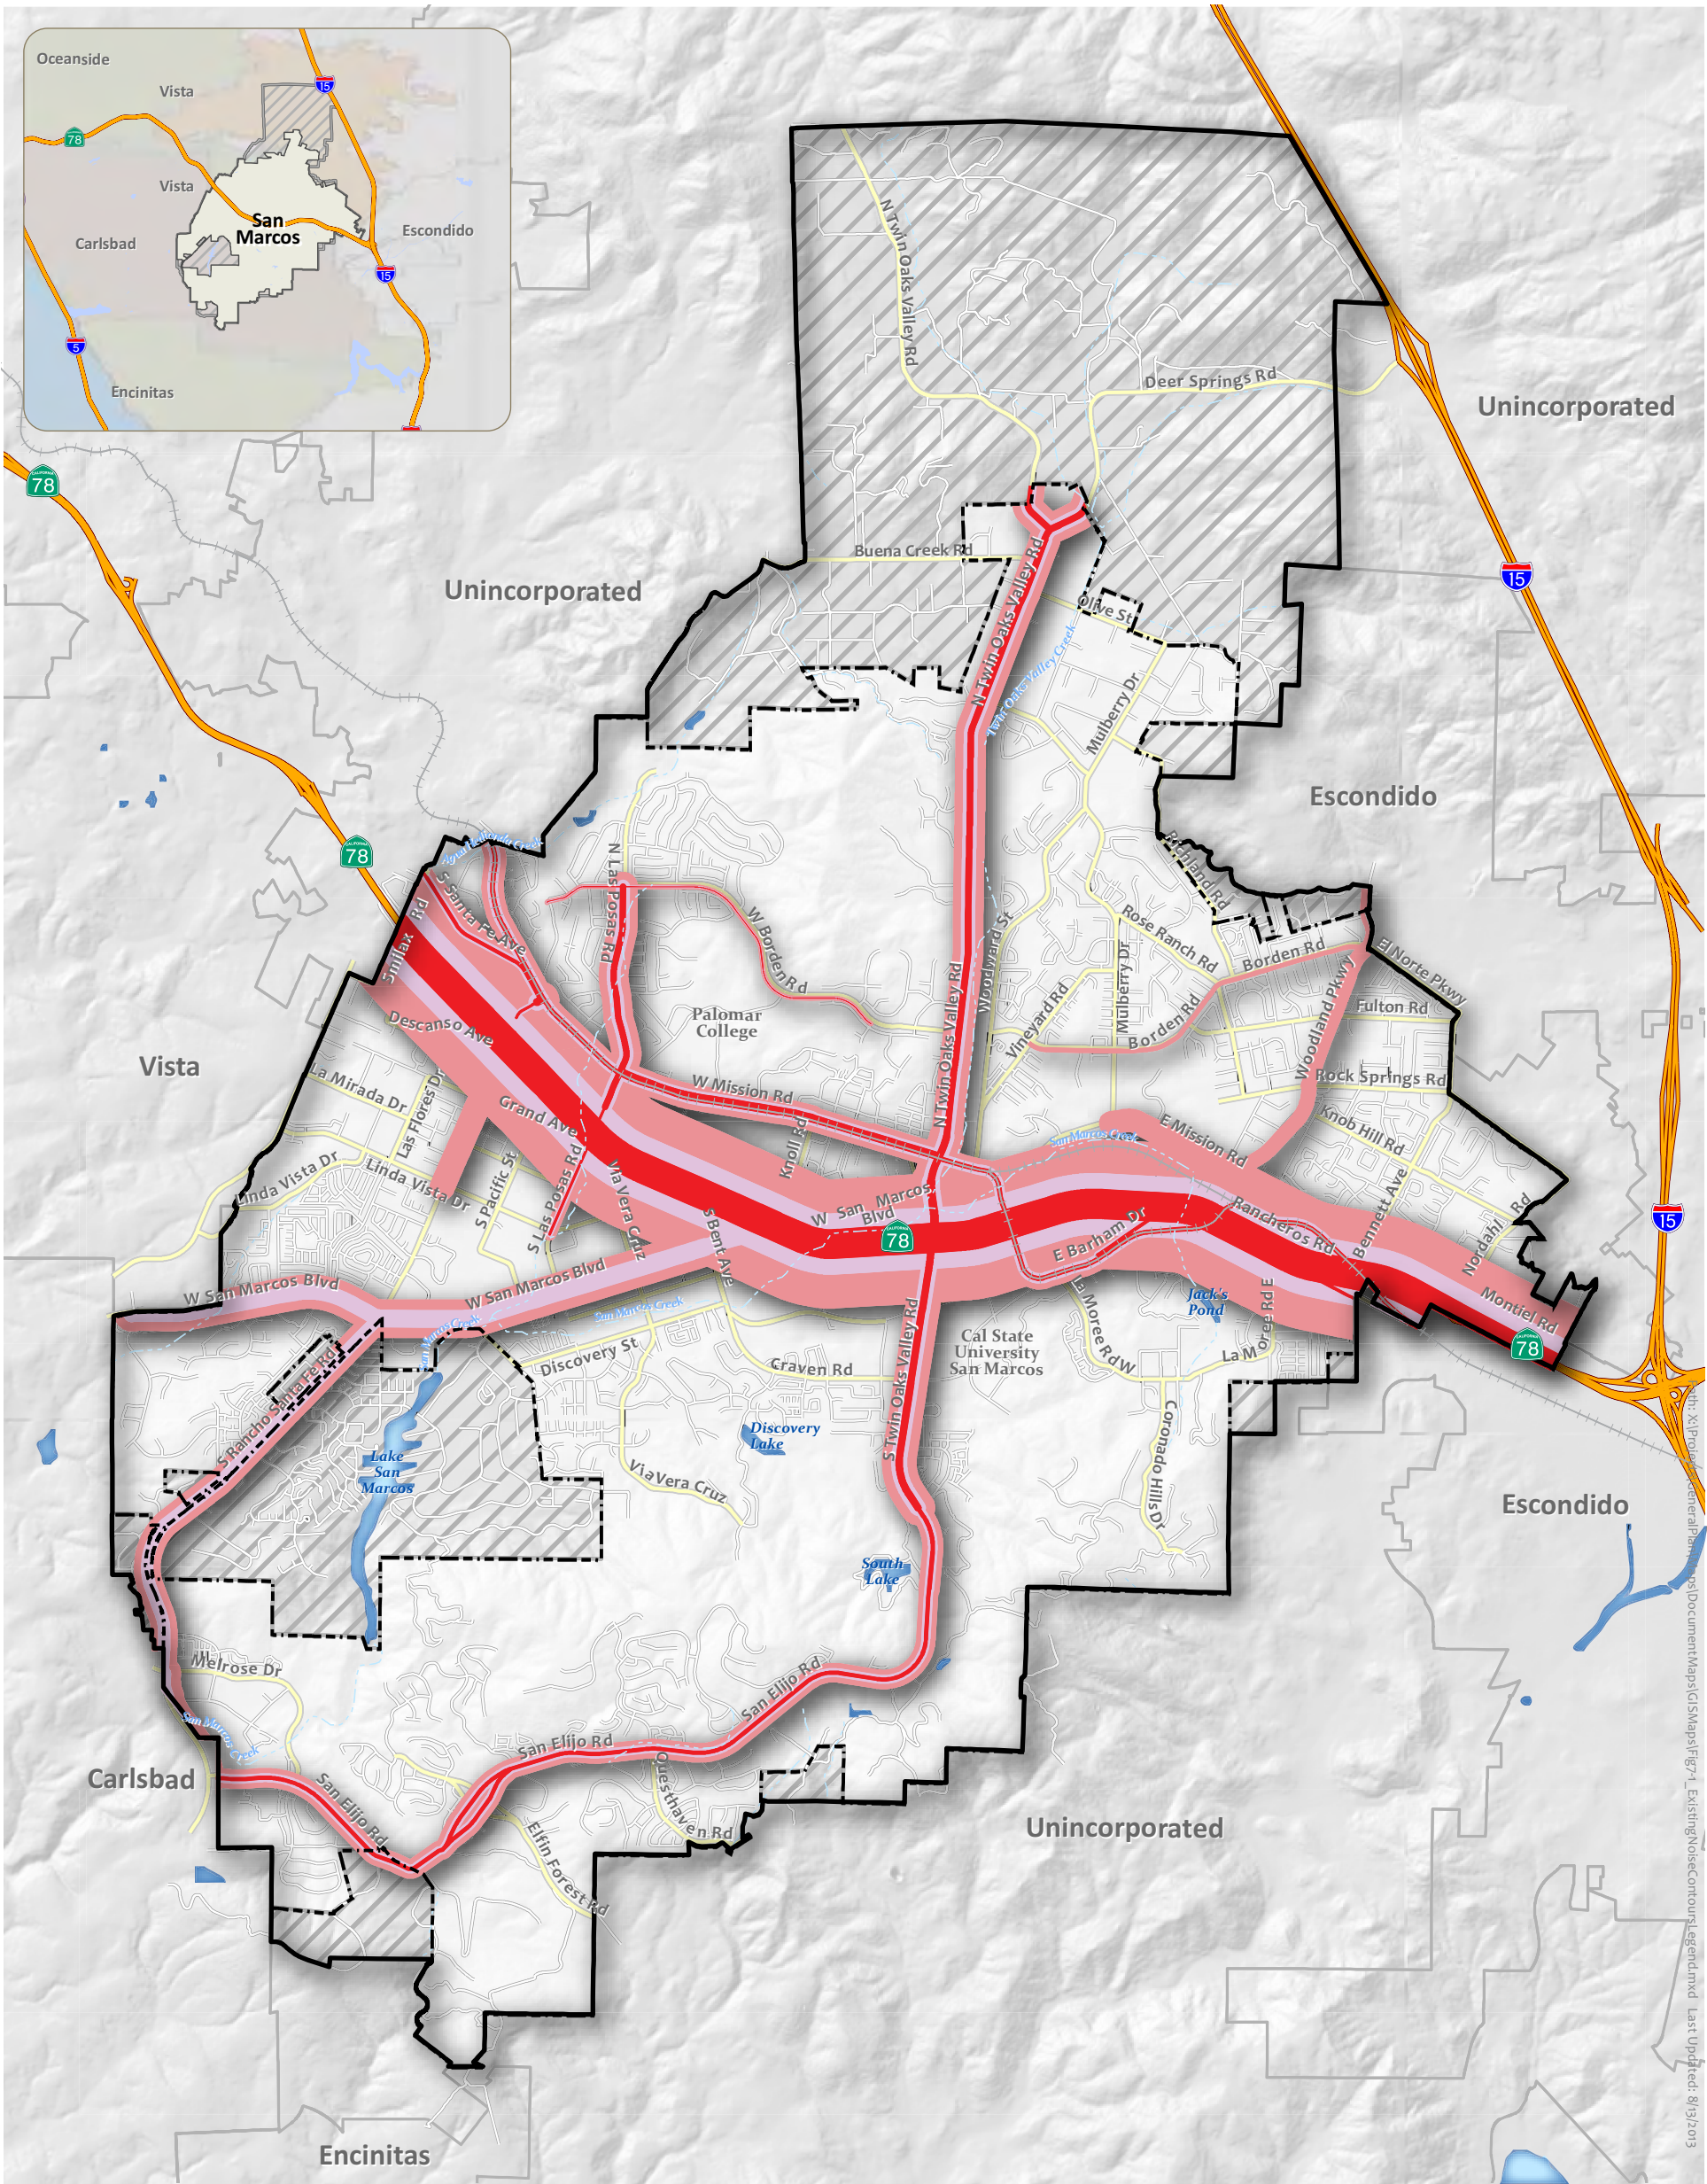 Oceanside
Vista
15
78
Vista
San
Marcos
Carlsbad
Escondido
15
5
Encinitas
N Twin Oaks Valley Rd
Deer Springs Rd
Unincorporated
78
Buena Creek Rd
15
Unincorporated
N Twin Oaks Valley Rd
Olive St
Twin Oaks Valley Creek
Mulberry Dr
Escondido
78
Agua Hedionda Creek
Richland Rd
N Las Posas Rd
S Santa Fe Ave
Smilax Rd
W Borden Rd
Rose Ranch Rd
Woodward St
Mulberry Dr
Borden Rd
El Norte Pkwy
Fulton Rd
Palomar
College
Descanso Ave
N Twin Oaks Valley Rd
Vineyard Rd
Borden Rd
Woodland Pkwy
Vista
La Mirada Dr
Las Flores Dr
W Mission Rd
Rock Springs Rd
Grand Ave
Knoll Rd
San Marcos Creek
E Mission Rd
Knob Hill Rd
Linda Vista Dr
Linda Vista Dr
S Pacific St
S Las Posas Rd
Via Vera Cruz
W San Marcos
Blvd
78
S Bent Ave
E Barham Dr
Rancheros Rd
Bennett Ave
Nordahl Rd
15
W San Marcos Blvd
W San Marcos Blvd
San Marcos Creek
San Marcos Creek
Jack's
Pond
Montiel Rd
78
Discovery St
Craven Rd
Cal State
University
San Marcos
La Moree Rd W
La Moree Rd E
S Rancho Santa Fe Rd
S Twin Oaks Valley Rd
Lake
San
Marcos
Discovery
Lake
Via Vera Cruz
Coronado Hills Dr
Escondido
South
Lake
Melrose Dr
San Marcos Creek
San Elijo Rd
San Elijo Rd
Carlsbad
San Elijo Rd
Questhaven Rd
Elfin Forest Rd
Unincorporated
Encinitas
Last Updated: 8/13/2013